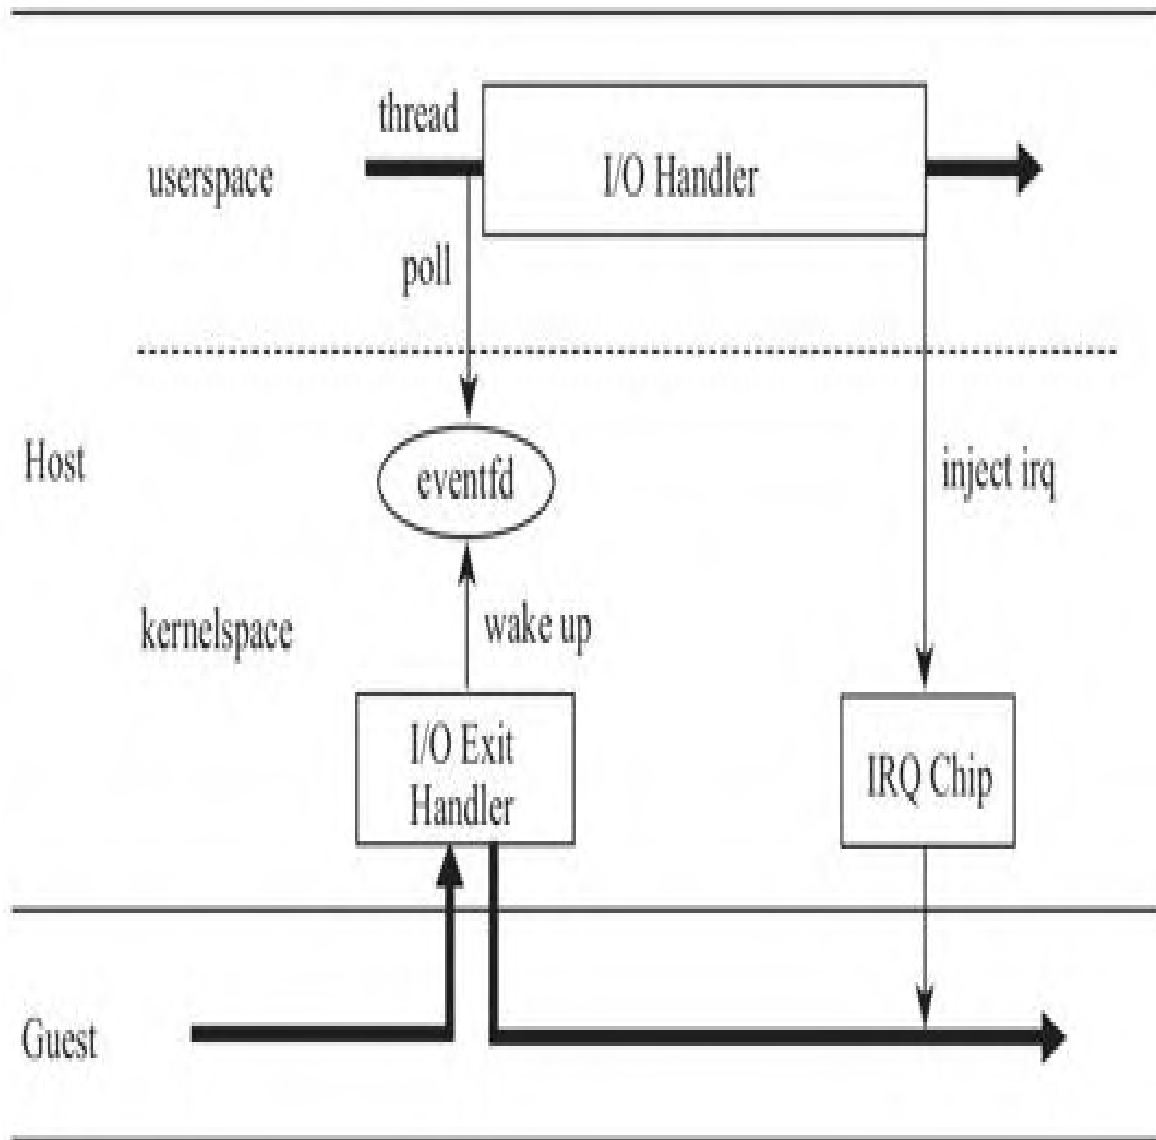 thread
userspace
I/O Handler
poll
Host
eventfd
inject irq
kernelspace
wake up
I/O Exit
Handler
IRQ Chip
Guest